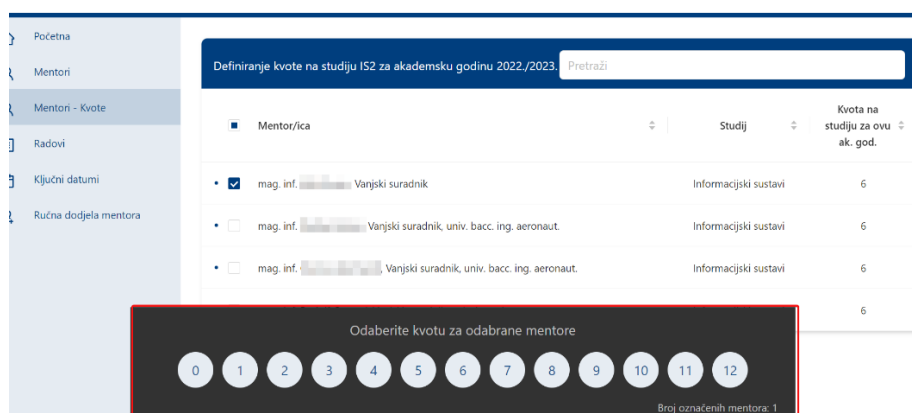 Početna
Mentori
Mentori - Kvote
Radovi
Ključni datumi
Ručna dodjela mentora
Definiranje kvote na studiju IS2 za akademsku godinu 2022./2023. Pretraži
Mentor/ica Studij Kvota na
studiju za ovu
ak. god.
mag. inf. Vanjski suradnik Informacijski sustavi 6
mag. inf. Vanjski suradnik, univ. bacc. ing. aeronaut. Informacijski sustavi 6
mag. inf. , Vanjski suradnik, univ. bacc. ing. aeronaut. Informacijski sustavi 6
6
Odaberite kvotu za odabrane mentore
0 1 2 3 4 5 6 7 8 9 10 11 12
Broj označenih mentora: 1